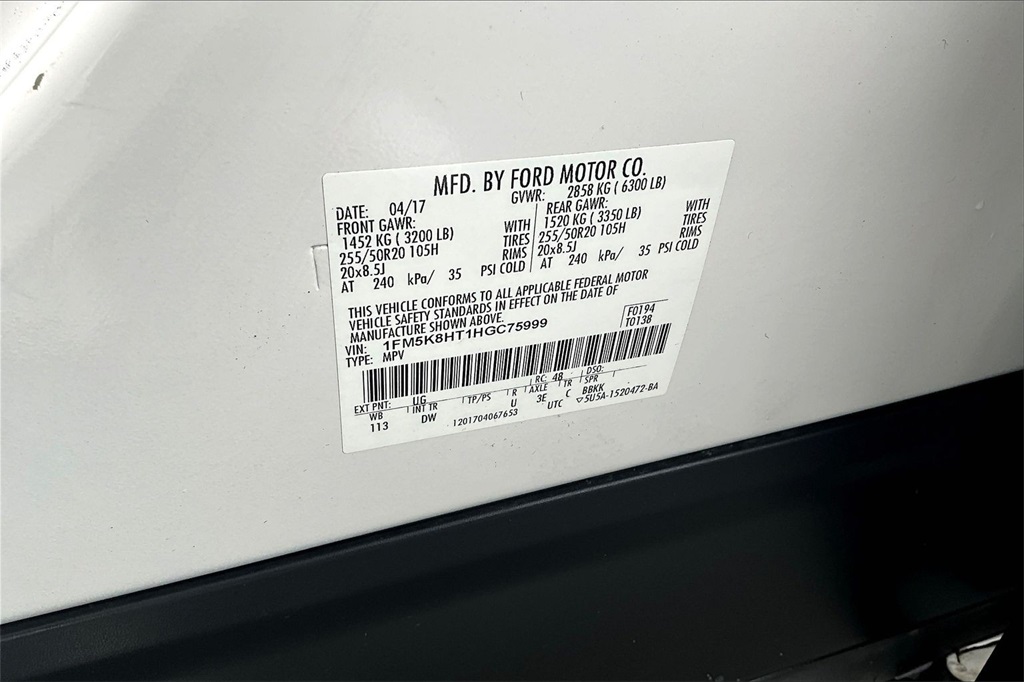 MFD. BY FORD MOTOR CO.
DATE: 04/17 GVWR: 2858 KG ( 6300 LB)
FRONT GAWR: REAR GAWR:
1452 KG ( 3200 LB) WITH 1520 KG ( 3350 LB) WITH
255/50R20 105H TIRES 255/50R20 105H TIRES
20x8.5J RIMS 20x8.5J RIMS
AT 240 kPa/ 35 PSI COLD AT 240 kPa/ 35 PSI COLD
THIS VEHICLE CONFORMS TO ALL APPLICABLE FEDERAL MOTOR
VEHICLE SAFETY STANDARDS IN EFFECT ON THE DATE OF
MANUFACTURE SHOWN ABOVE. F0194
VIN: 1FM5K8HT1HGC75999 T0138
TYPE: MPV
EXT PNT: UG RC: 48 DSO:
WB INT TR TP/PS R AXLE TR SPR
113 DW U 3E C BBKK
1201704067653 UTC ▽5U5A-1520472-BA